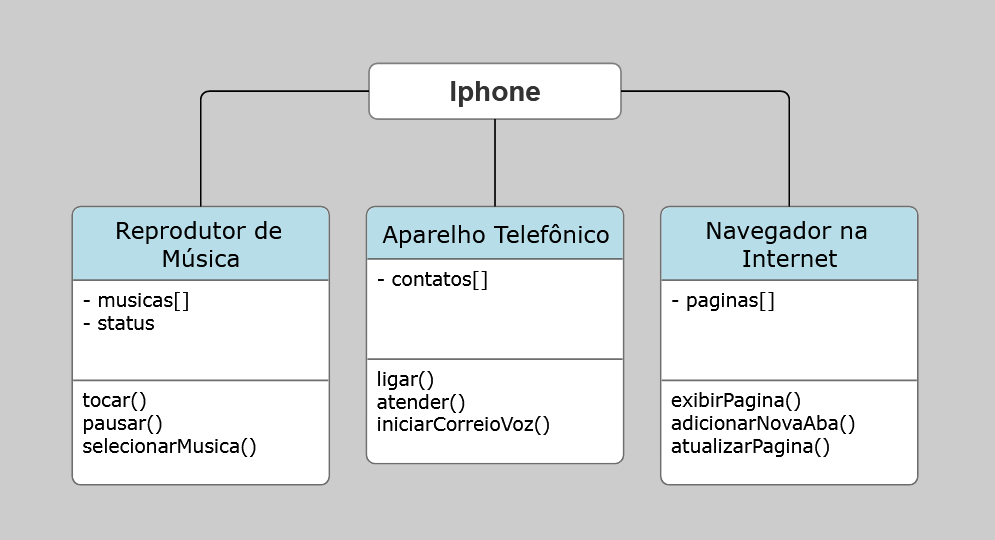 Iphone
Reprodutor de
Música
- musicas[]
- status
tocar()
pausar()
selecionarMusica()
Aparelho Telefônico
- contatos[]
ligar()
atender()
iniciarCorreioVoz()
Navegador na
Internet
- paginas[]
exibirPagina()
adicionarNovaAba()
atualizarPagina()